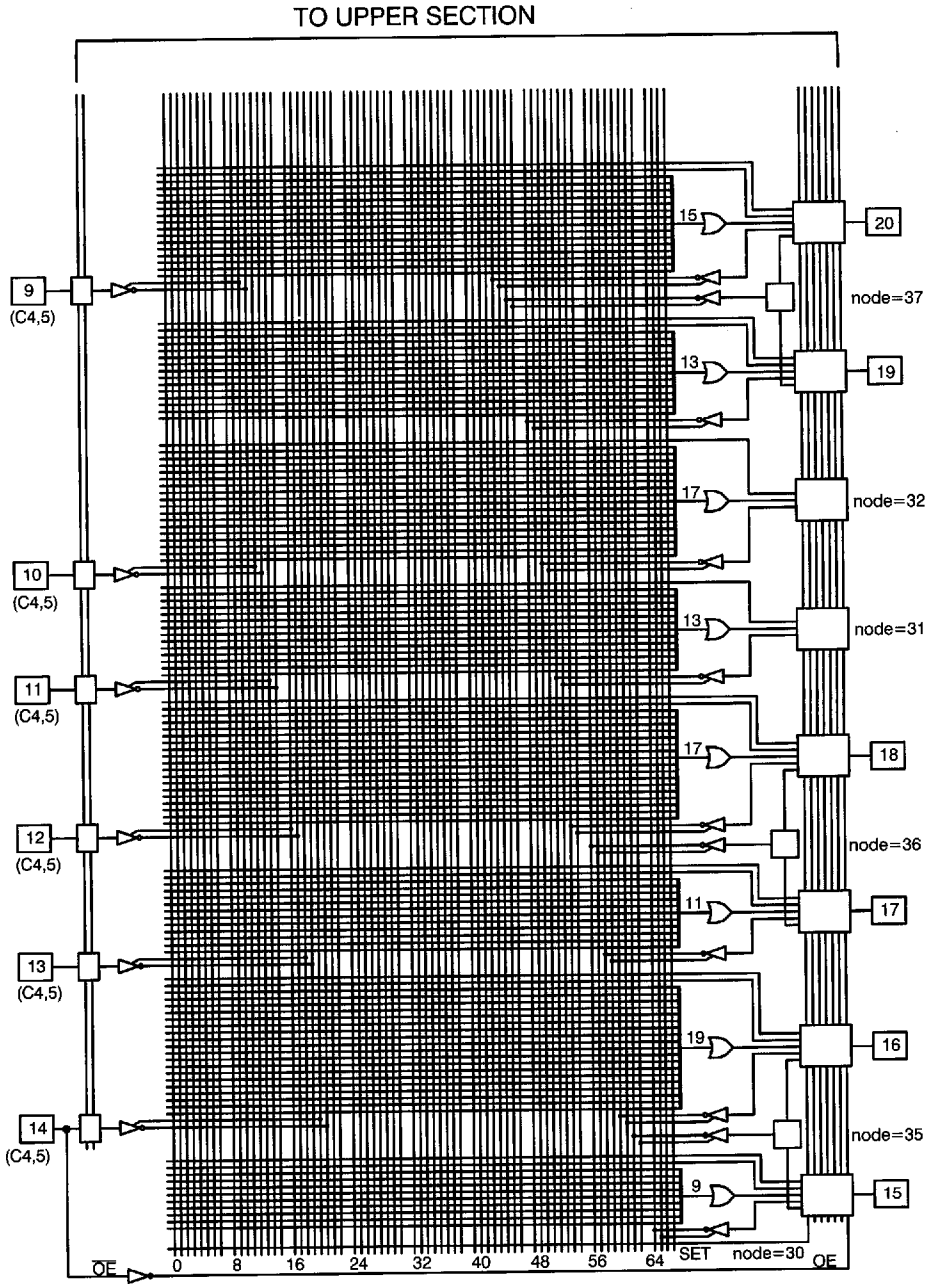 TO UPPER SECTION
15
20
9
(C4,5)
node=37
13
19
17
node=32
10
(C4,5)
13
node=31
11
(C4,5)
17
18
12
(C4,5)
node=36
11
17
13
(C4,5)
19
16
14
(C4,5)
node=35
9
15
SET node=30 OE
0 8 16 24 32 40 48 56 64
OE